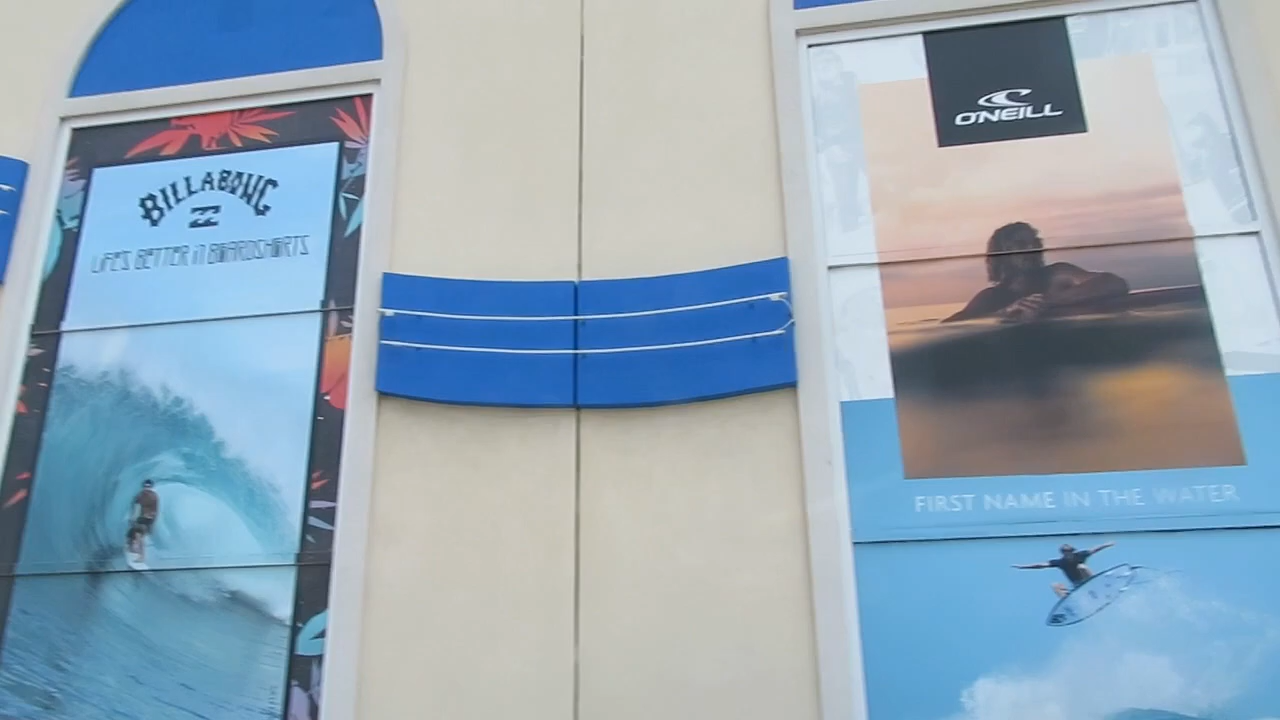 BILLABONG
LIFE'S BETTER IN BOARDSHORTS
O'NEILL
FIRST NAME IN THE WATER